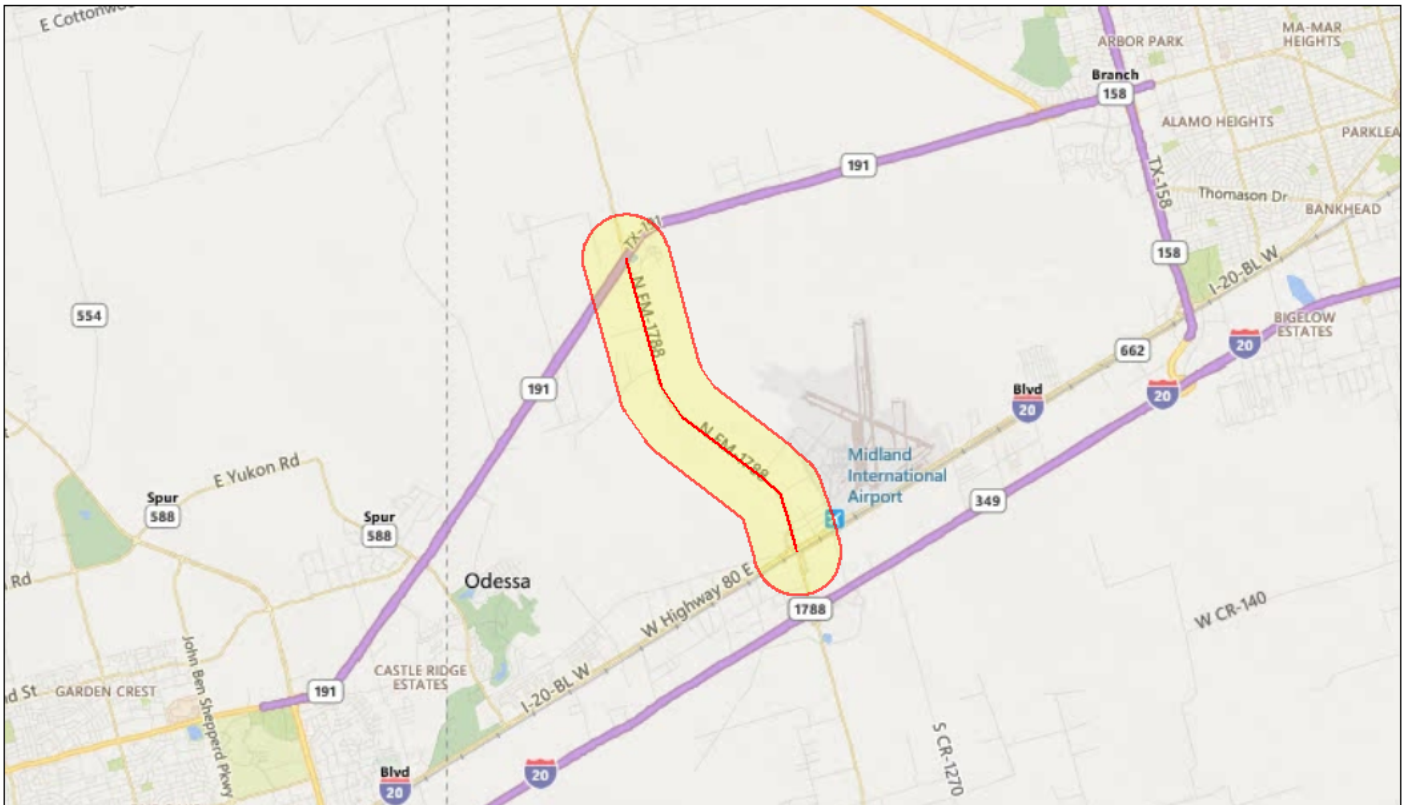 E Cottonwo
ARBOR PARK
MA-MAR
HEIGHTS
Branch
158
ALAMO HEIGHTS
PARKLEA
191
TX-158
Thomason Dr
BANKHEAD
TX-191
158
I-20-BL W
N FM-1788
554
BIGELOW
ESTATES
20
662
191
Blvd
20
20
N FM-1788
Midland
International
Airport
E Yukon Rd
Spur
588
349
Spur
588
Rd
Odessa
W Highway 80 E
1788
W CR-140
John Ben Shepperd Pkwy
CASTLE RIDGE
ESTATES
d St
GARDEN CREST
191
I-20-BL W
S CR-1270
Blvd
20
20